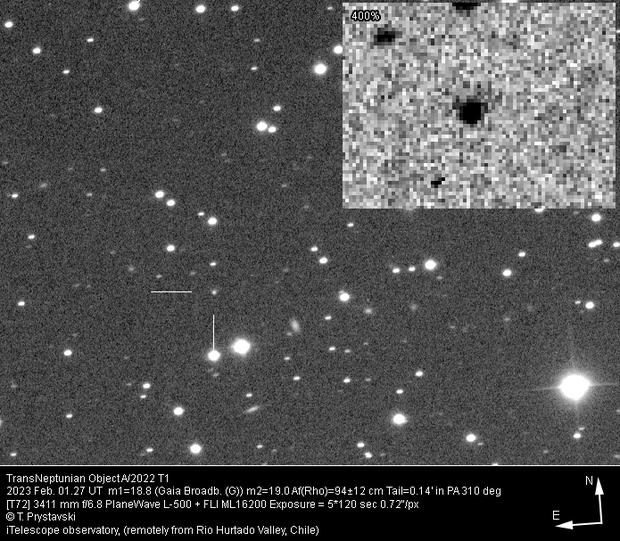 400%
TransNeptunian ObjectA/2022 T1
2023 Feb. 01.27 UT m1=18.8 (Gaia Broadb. (G)) m2=19.0 Af(Rho)=94±12 cm Tail=0.14' in PA 310 deg
[T72] 3411 mm f/6.8 PlaneWave L-500 + FLI ML16200 Exposure = 5*120 sec 0.72"/px
© T. Prystavski
iTelescope observatory, (remotely from Rio Hurtado Valley, Chile)
N
E